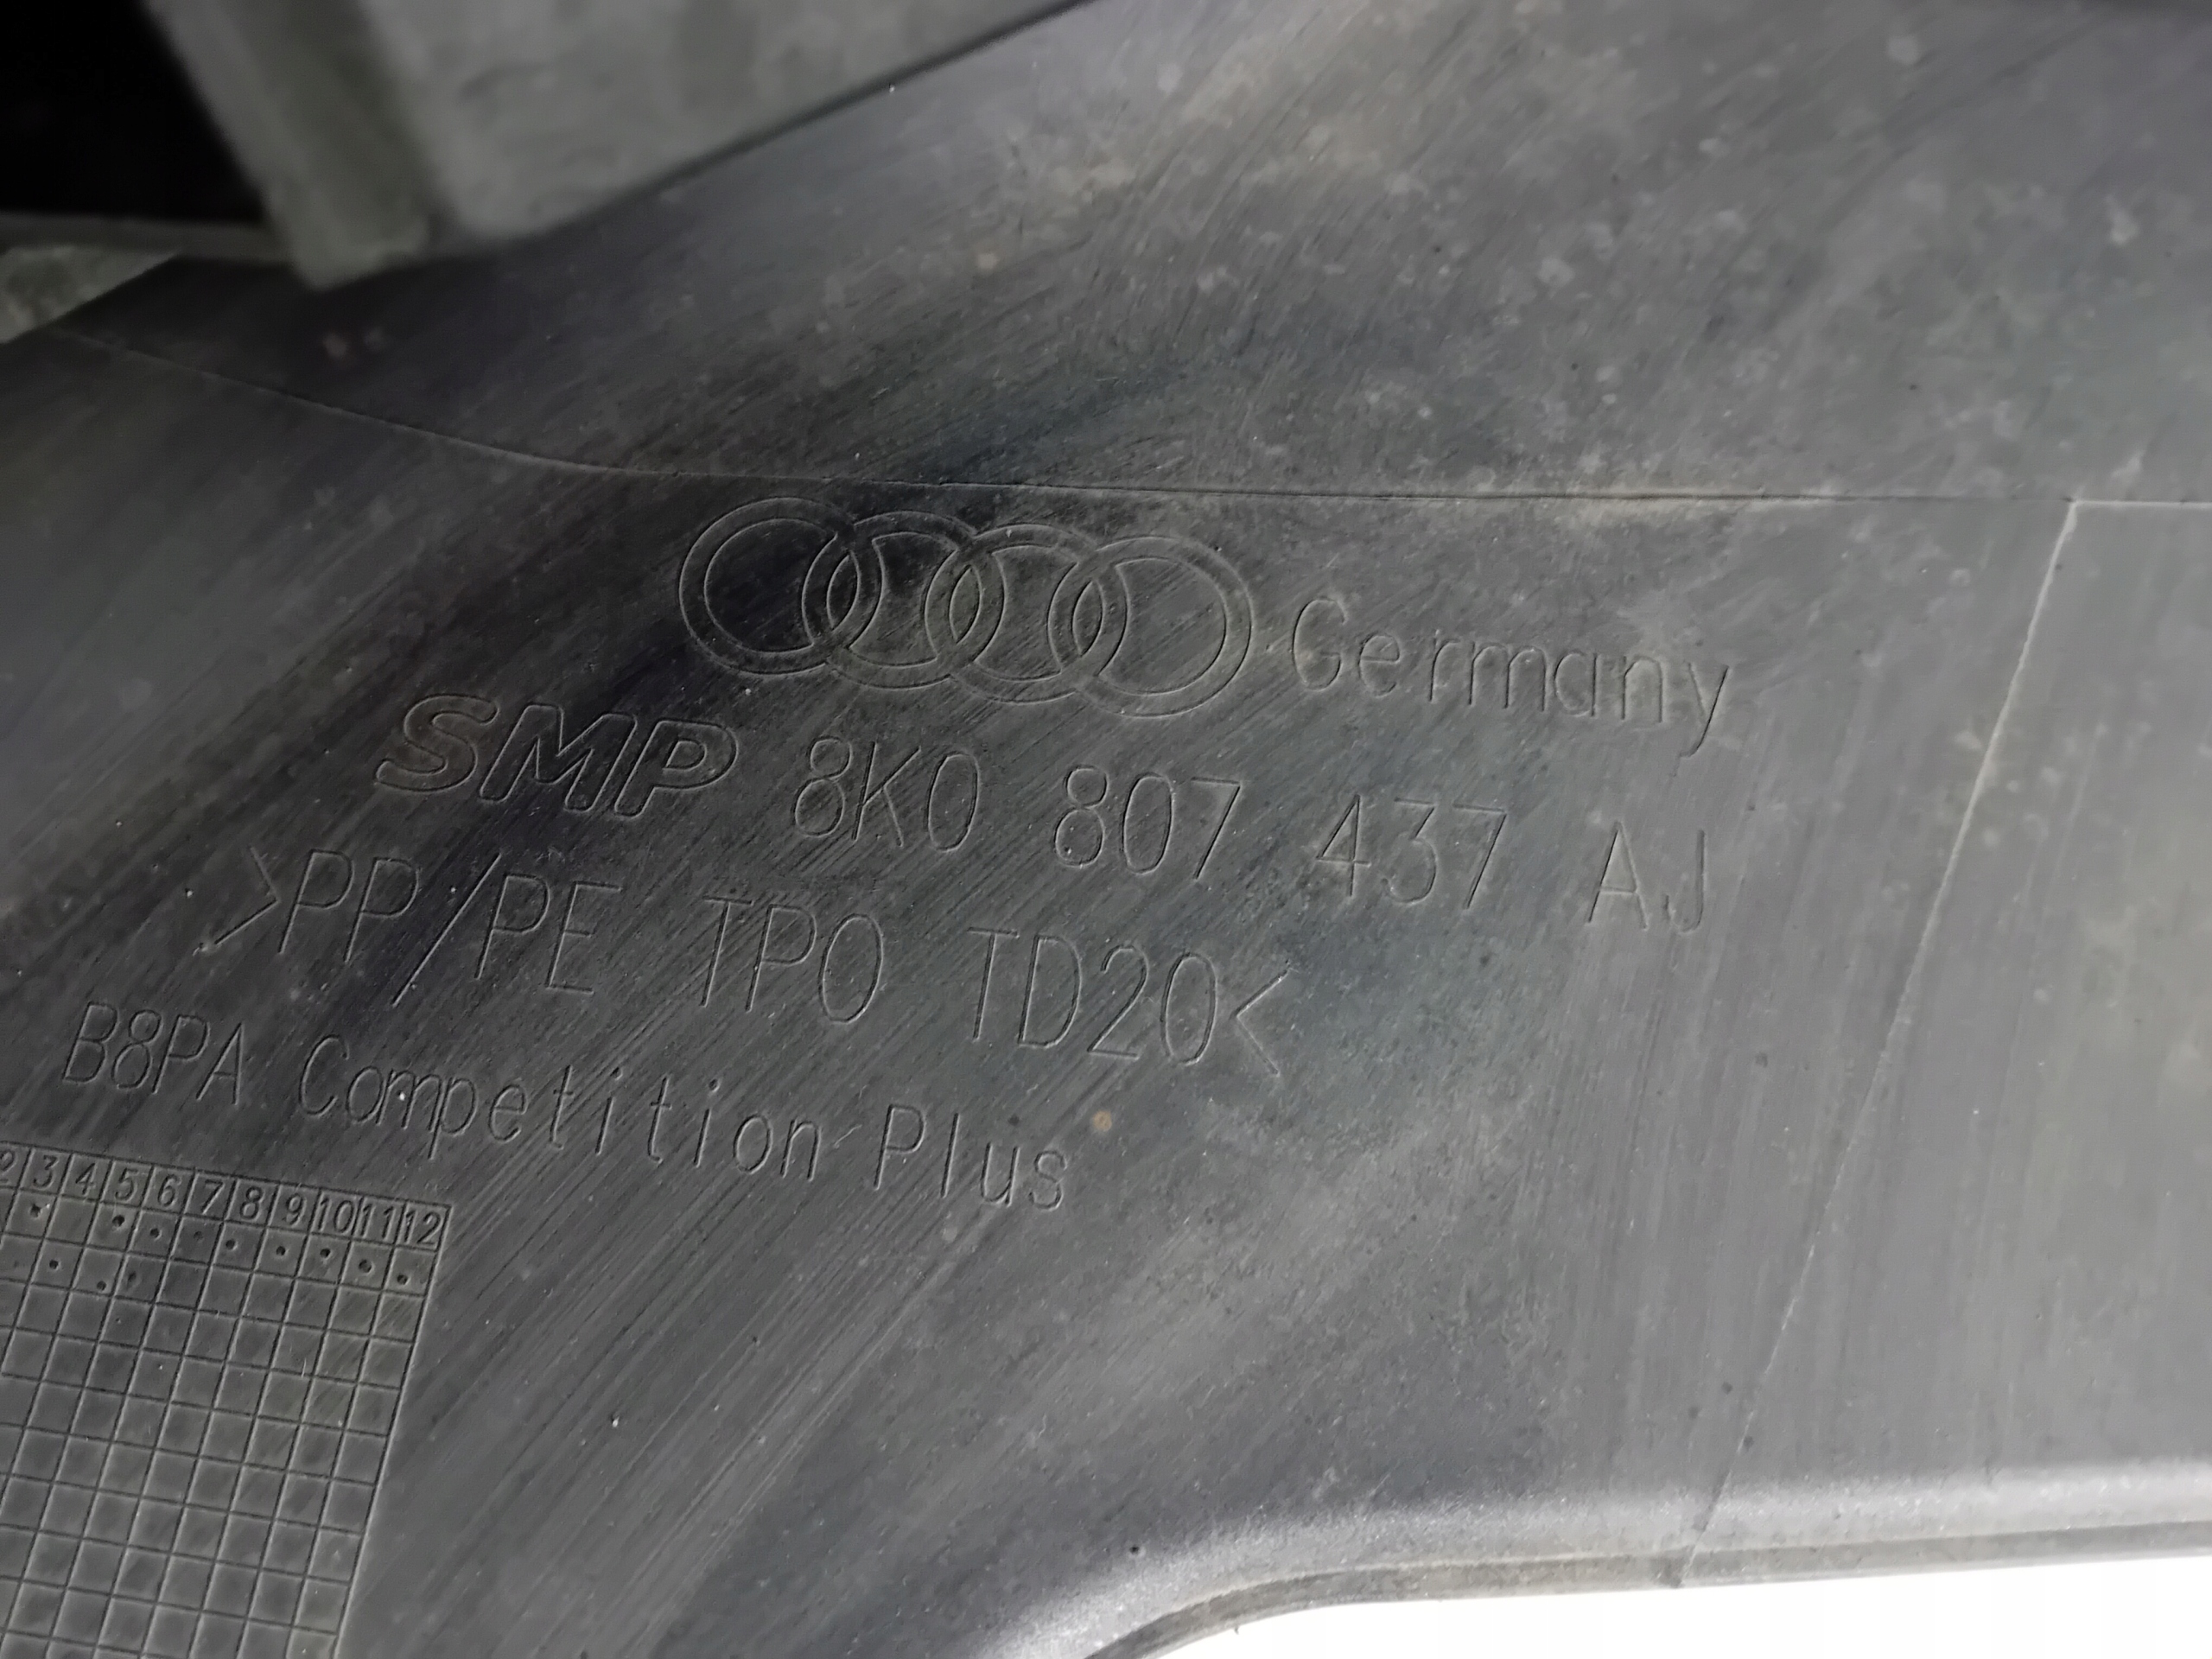 Germany
SMP 8K0 807 437 AJ
>PP/PE TPO TD20<
B8PA Competition Plus
2 3 4 5 6 7 8 9 10 11 12